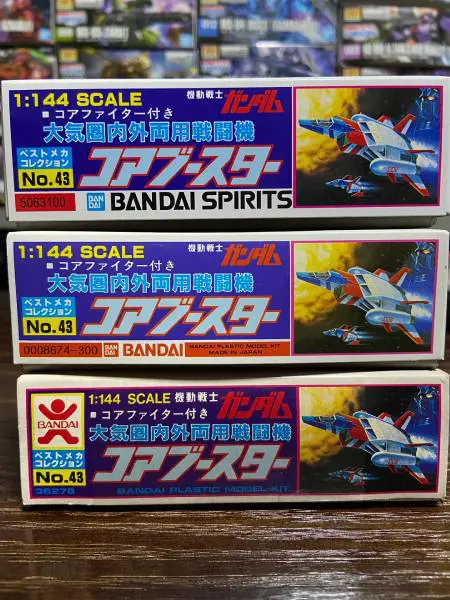 1:144 SCALE
機動戦士 ガンダム
■ コアファイター付き
大気圏内外両用戦闘機
ベストメカ
コレクション
No.43
コアブースター
5063100
BAN
DAI
BANDAI SPIRITS
1:144 SCALE
機動戦士 ガンダム
■ コアファイター付き
大気圏内外両用戦闘機
ベストメカ
コレクション
No.43
コアブースター
0008674-300
BAN
DAI
BANDAI
BANDAI PLASTIC MODEL KIT
MADE IN JAPAN
1:144 SCALE 機動戦士 ガンダム
BANDAI
■ コアファイター付き
大気圏内外両用戦闘機
ベストメカ
コレクション
No.43
コアブースター
36276
BANDAI PLASTIC MODEL-KIT.